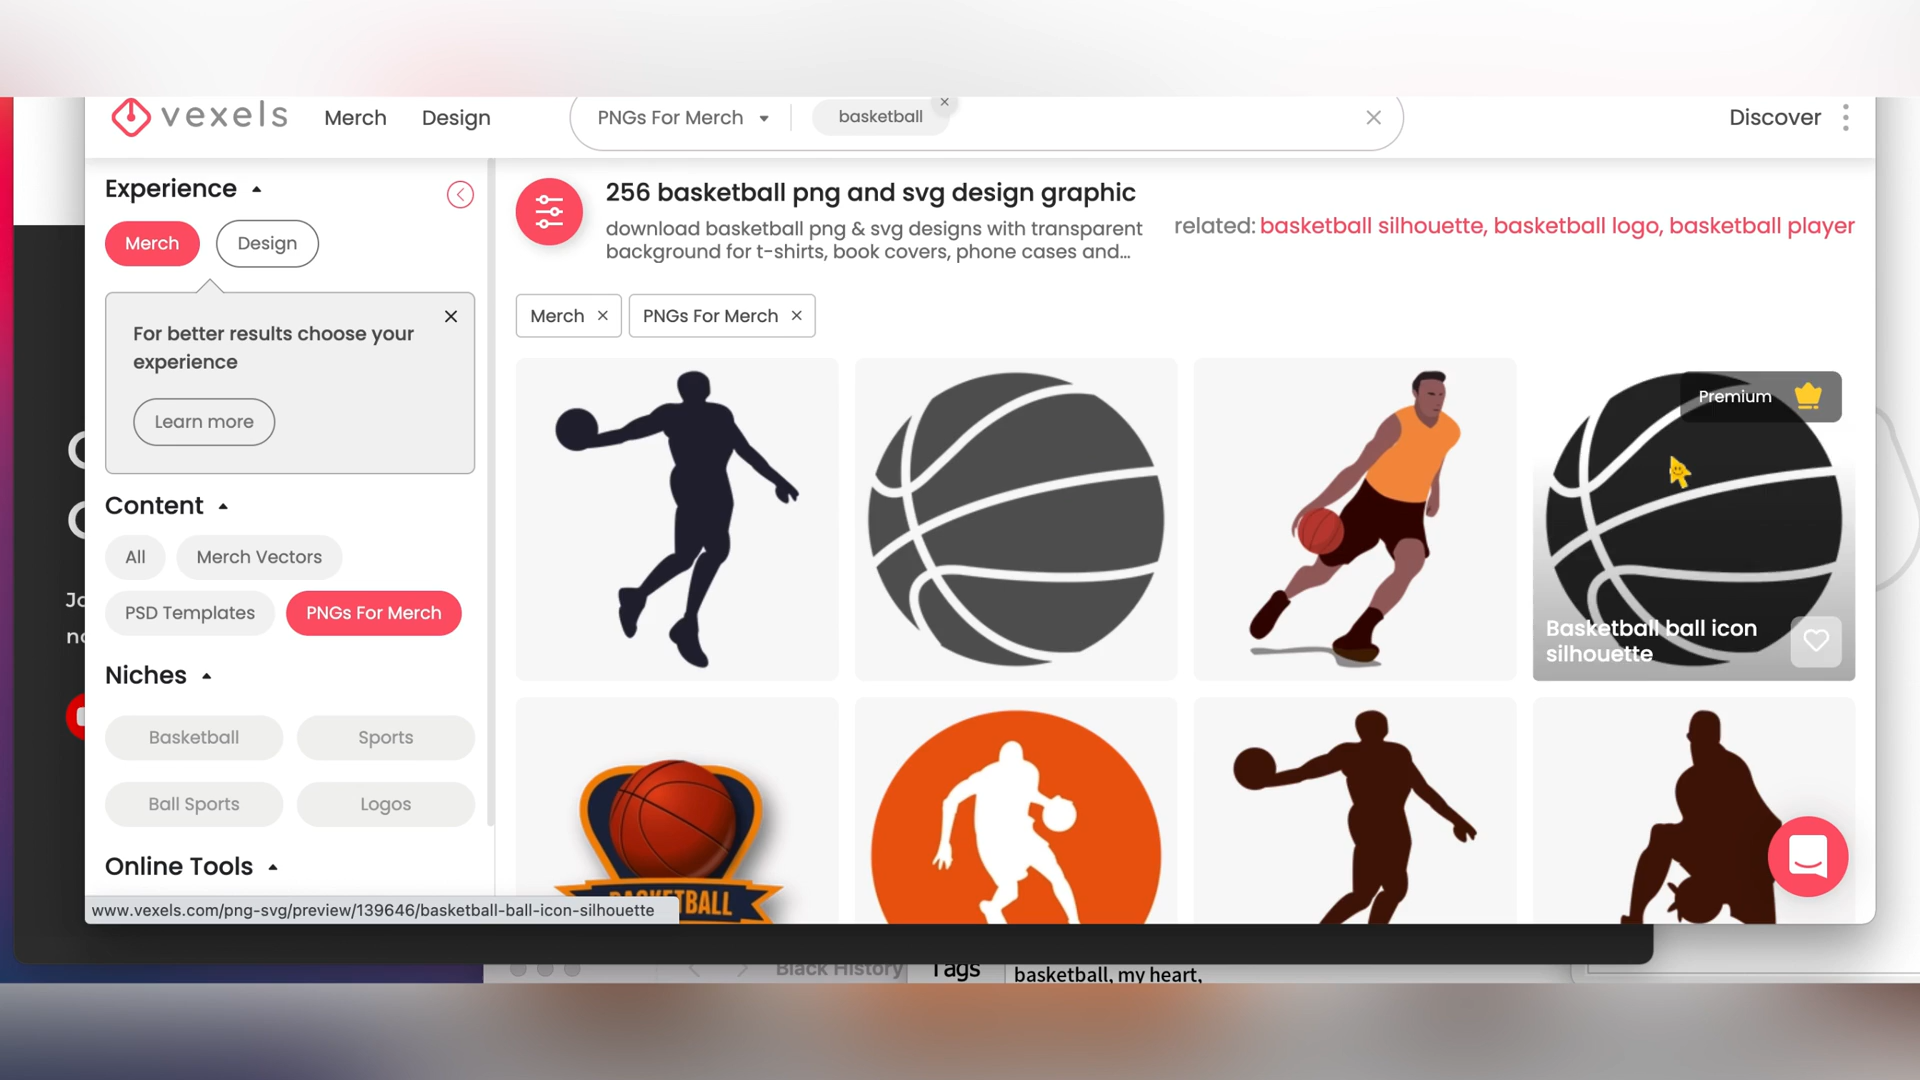 vexels
Merch
Design
PNGs For Merch
basketball
Discover
Experience
Merch
Design
For better results choose your
experience
Learn more
Content
All
Merch Vectors
PSD Templates
PNGs For Merch
Niches
Basketball
Sports
Ball Sports
Logos
Online Tools
256 basketball png and svg design graphic
download basketball png & svg designs with transparent
background for t-shirts, book covers, phone cases and...
related: basketball silhouette, basketball logo, basketball player
Merch
PNGs For Merch
Premium
Basketball ball icon
silhouette
www.vexels.com/png-svg/preview/139646/basketball-ball-icon-silhouette
Black History
Tags
basketball, my heart,